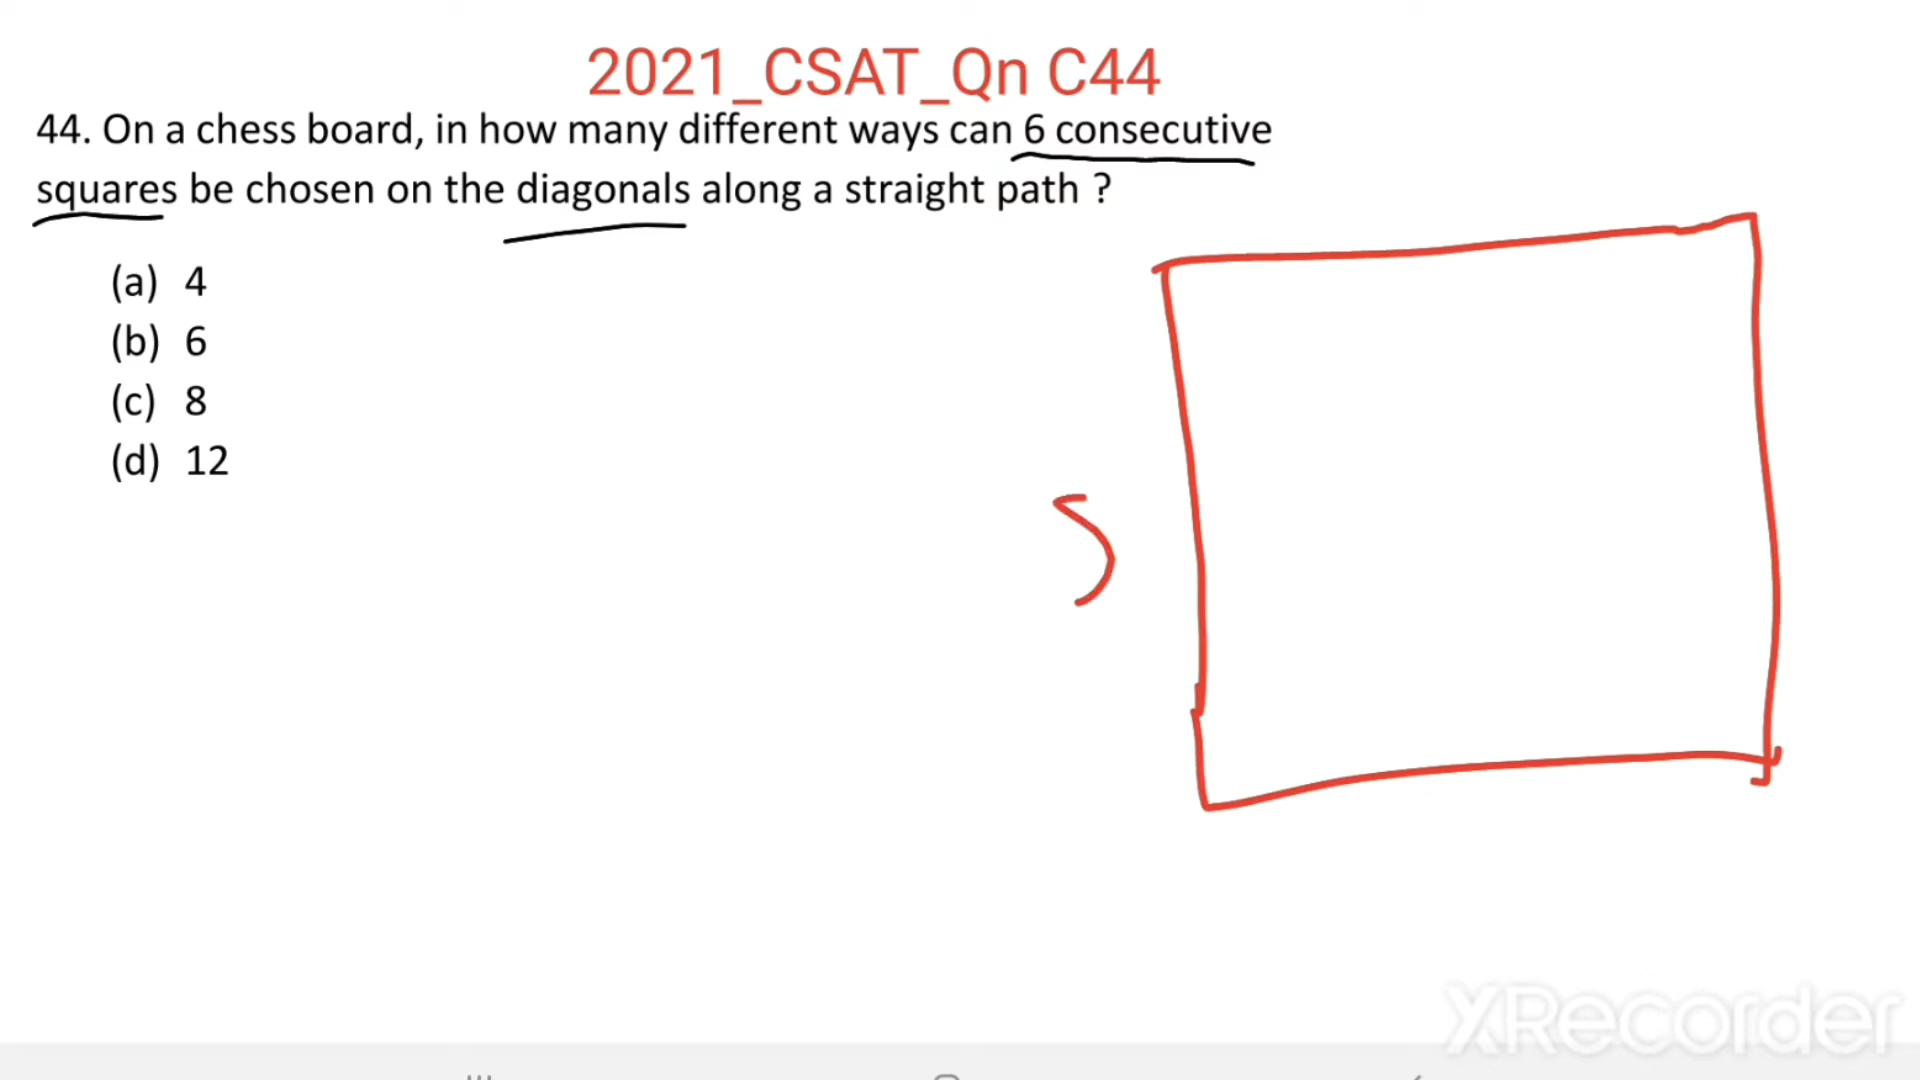 2021_CSAT_Qn C44
44. On a chess board, in how many different ways can 6 consecutive
squares be chosen on the diagonals along a straight path ?
(a) 4
(b) 6
(c) 8
(d) 12
XRecorder